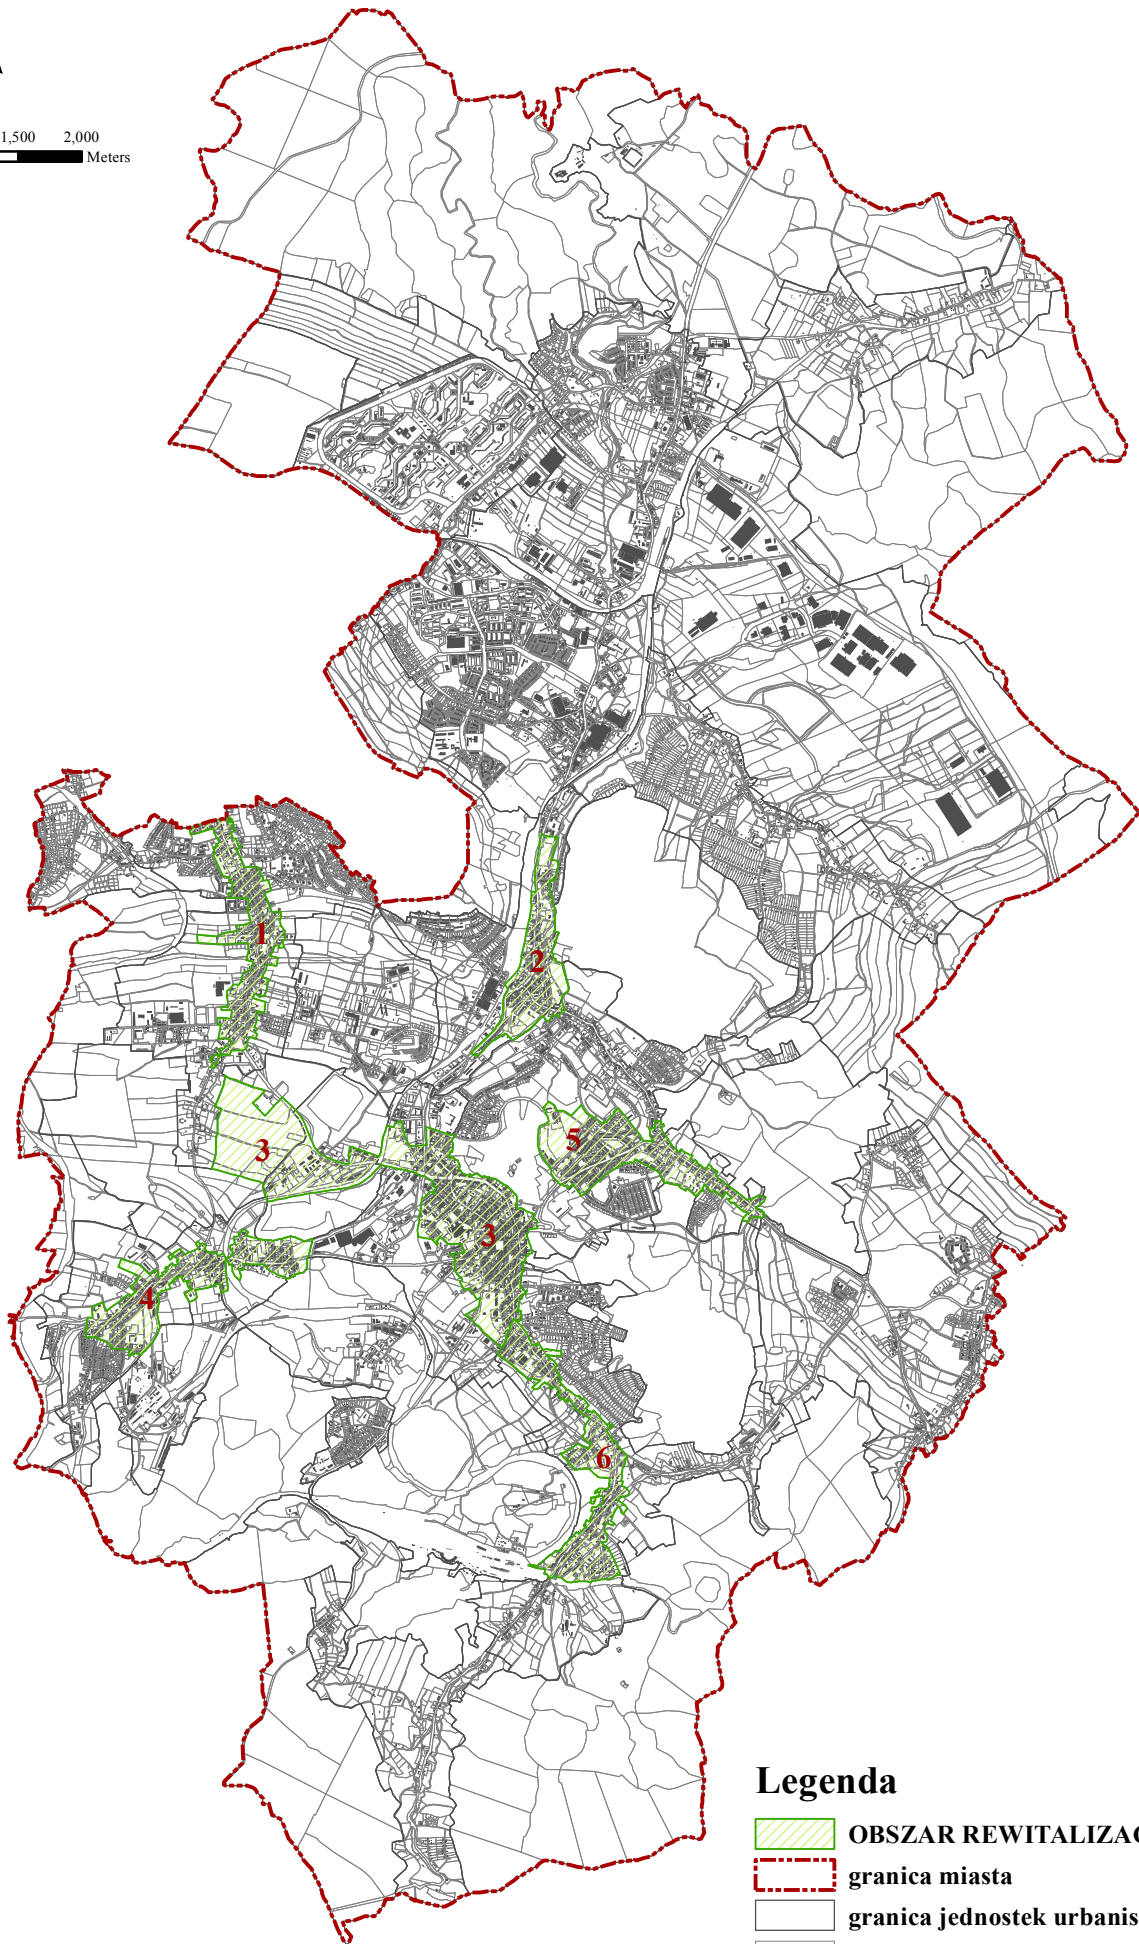 1,500 2,000
Meters
1
2
3
5
3
4
6
Legenda
OBSZAR REWITALIZAC
granica miasta
granica jednostek urbanis